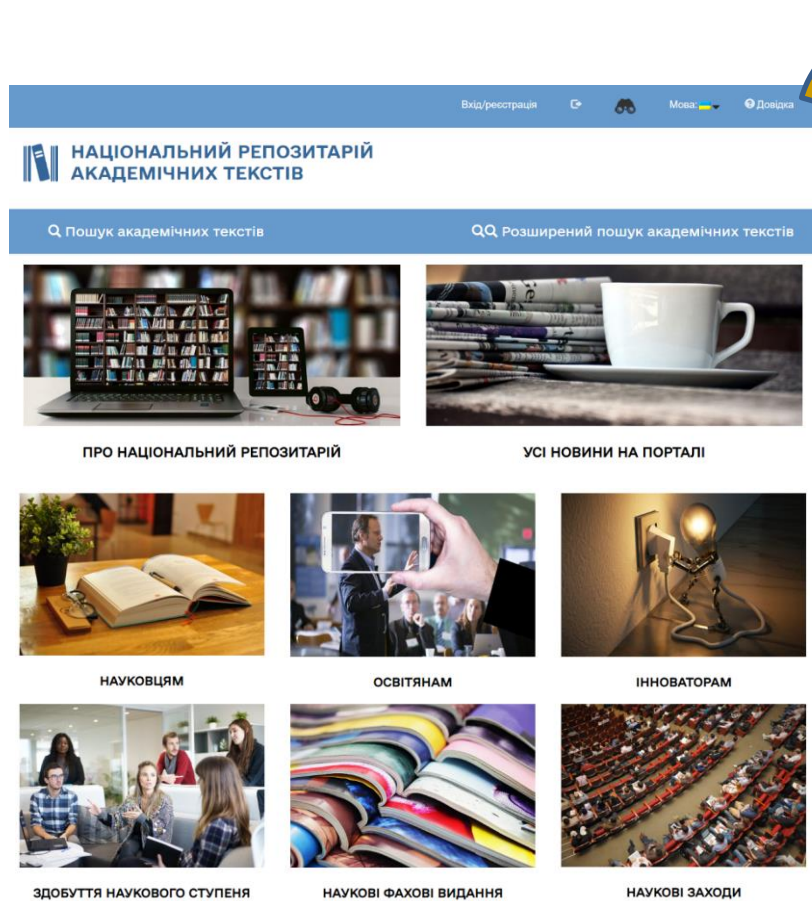 Вхід/реєстрація Мова: Довідка
НАЦІОНАЛЬНИЙ РЕПОЗИТАРІЙ
АКАДЕМІЧНИХ ТЕКСТІВ
Пошук академічних текстів Розширений пошук академічних текстів
ПРО НАЦІОНАЛЬНИЙ РЕПОЗИТАРІЙ УСІ НОВИНИ НА ПОРТАЛІ
НАУКОВЦЯМ ОСВІТЯНАМ ІННОВАТОРАМ
ЗДОБУТТЯ НАУКОВОГО СТУПЕНЯ НАУКОВІ ФАХОВІ ВИДАННЯ НАУКОВІ ЗАХОДИ